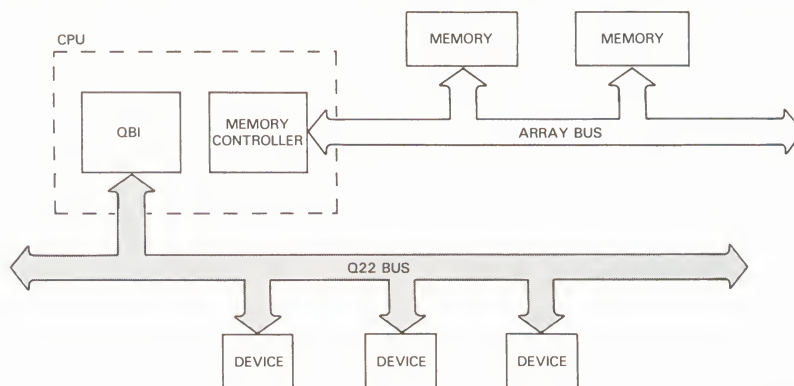 CPU
MEMORY
MEMORY
QBI
MEMORY
CONTROLLER
ARRAY BUS
Q22 BUS
DEVICE
DEVICE
DEVICE